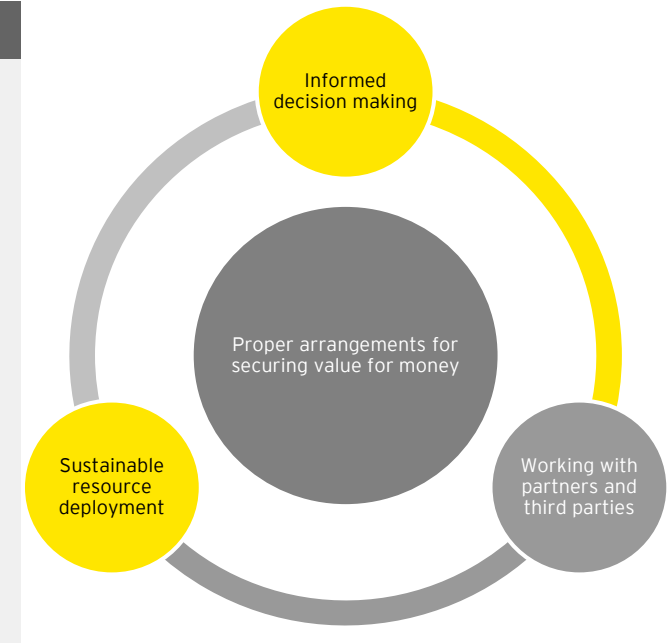 Informed
decision making
Proper arrangements for
securing value for money
Sustainable
resource
deployment
Working with
partners and
third parties